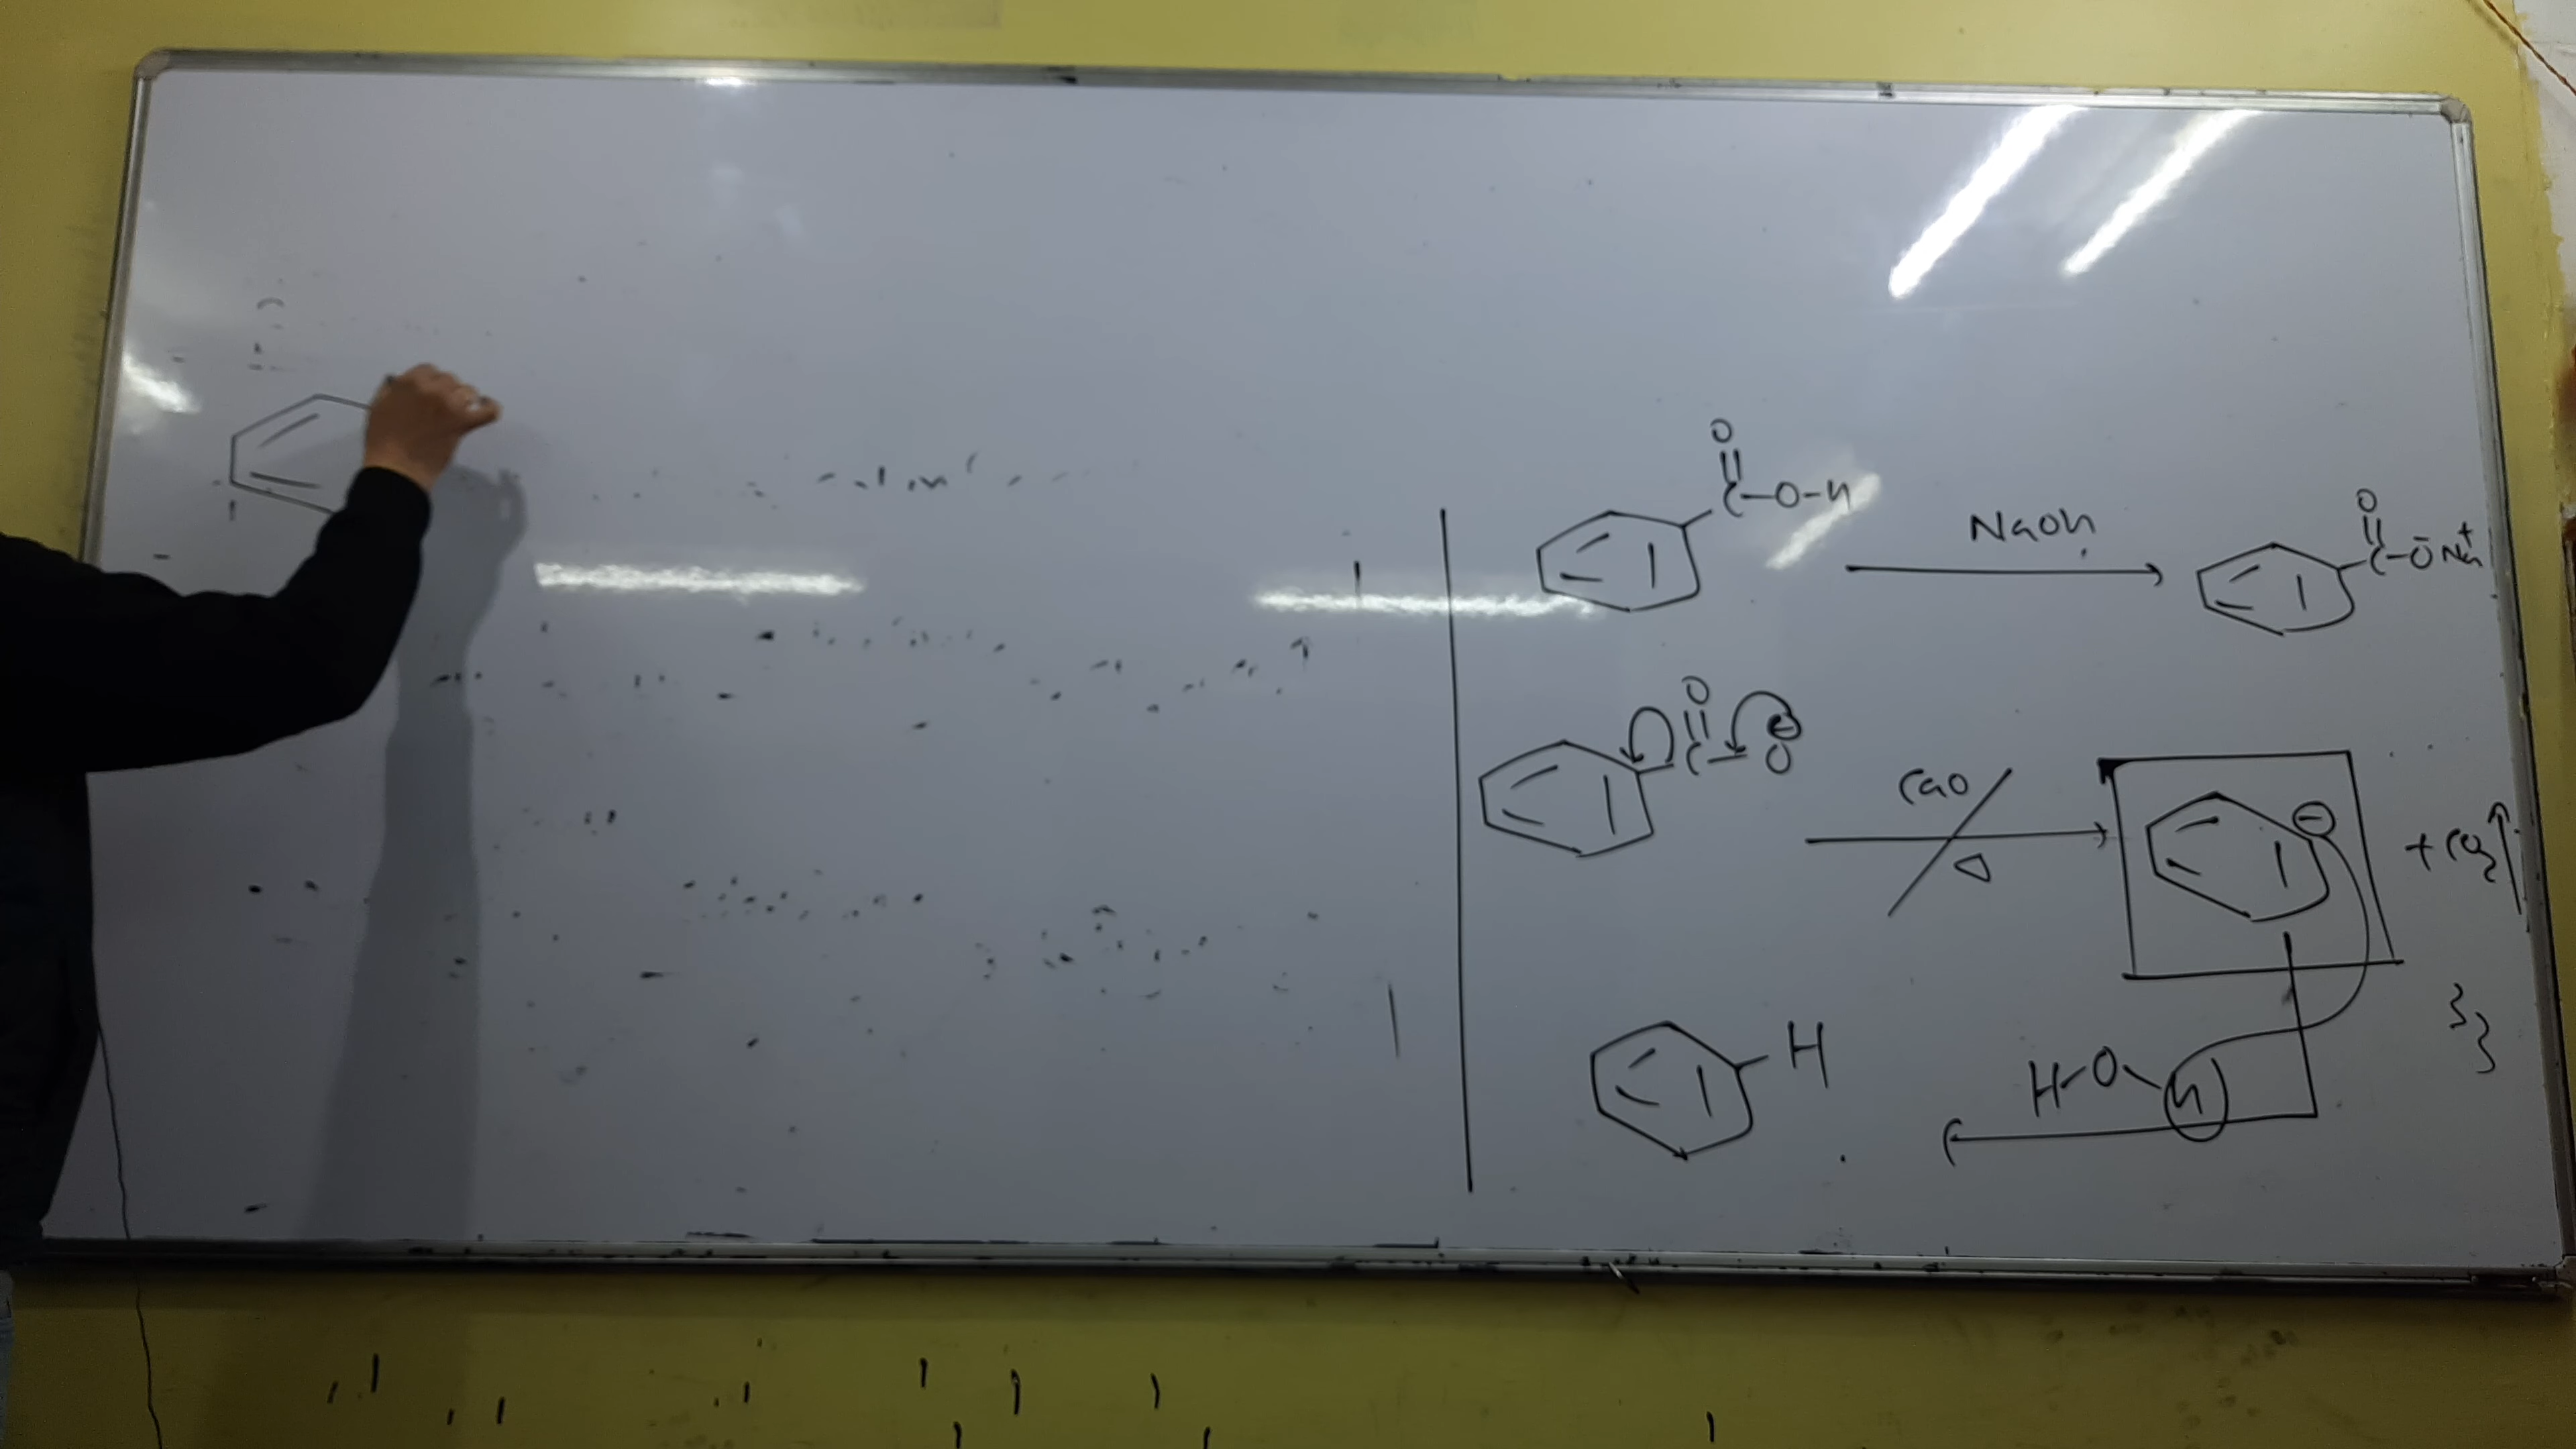 O
C-O-H
NaOH
O
C-O⁻ Na⁺
O
C-O
⊖
CaO
Δ
⊖
+ CO₂↑
H
H-O-H